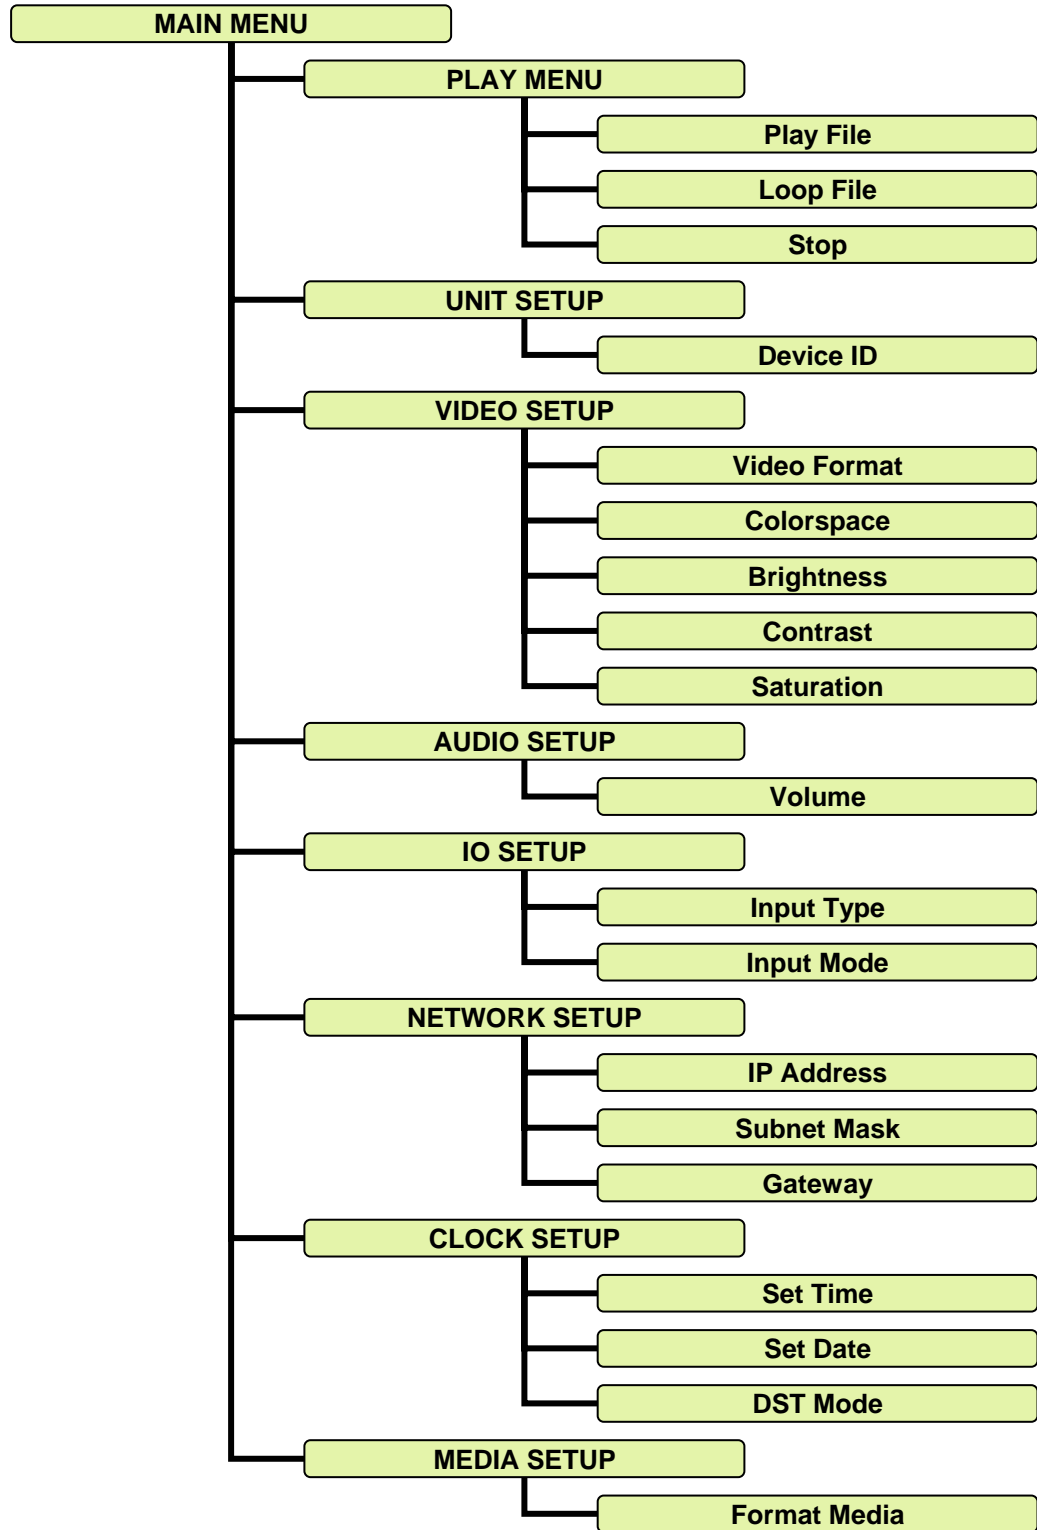 MAIN MENU
PLAY MENU
Play File
Loop File
Stop
UNIT SETUP
Device ID
VIDEO SETUP
Video Format
Colorspace
Brightness
Contrast
Saturation
AUDIO SETUP
Volume
IO SETUP
Input Type
Input Mode
NETWORK SETUP
IP Address
Subnet Mask
Gateway
CLOCK SETUP
Set Time
Set Date
DST Mode
MEDIA SETUP
Format Media